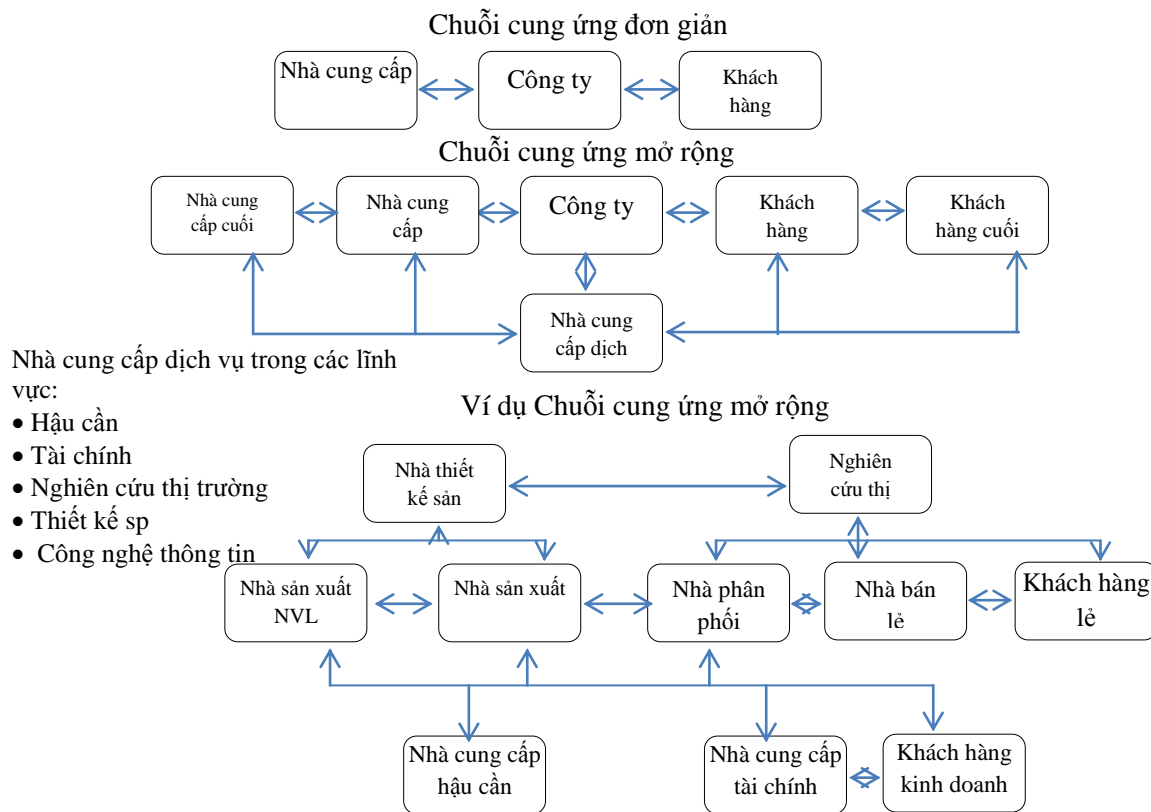 Chuỗi cung ứng đơn giản
Nhà cung cấp
Công ty
Khách
hàng
Chuỗi cung ứng mở rộng
Nhà cung
cấp cuối
Nhà cung
cấp
Công ty
Khách
hàng
Khách
hàng cuối
Nhà cung
cấp dịch
Nhà cung cấp dịch vụ trong các lĩnh
vực:
• Hậu cần
• Tài chính
• Nghiên cứu thị trường
• Thiết kế sp
• Công nghệ thông tin
Ví dụ Chuỗi cung ứng mở rộng
Nhà thiết
kế sản
Nghiên
cứu thị
Nhà sản xuất
NVL
Nhà sản xuất
Nhà phân
phối
Nhà bán
lẻ
Khách hàng
lẻ
Nhà cung cấp
hậu cần
Nhà cung cấp
tài chính
Khách hàng
kinh doanh